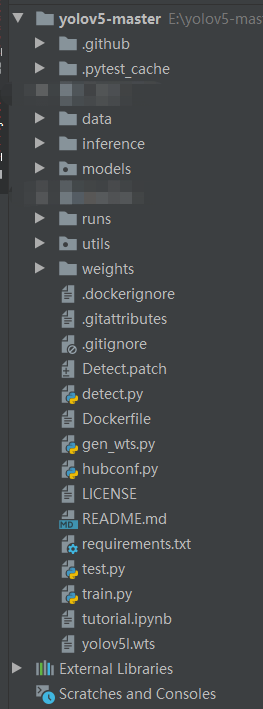 yolov5-master E:\yolov5-mas
.github
.pytest_cache
data
inference
models
runs
utils
weights
.dockerignore
.gitattributes
.gitignore
Detect.patch
detect.py
Dockerfile
gen_wts.py
hubconf.py
LICENSE
README.md
requirements.txt
test.py
train.py
tutorial.ipynb
yolov5l.wts
External Libraries
Scratches and Consoles